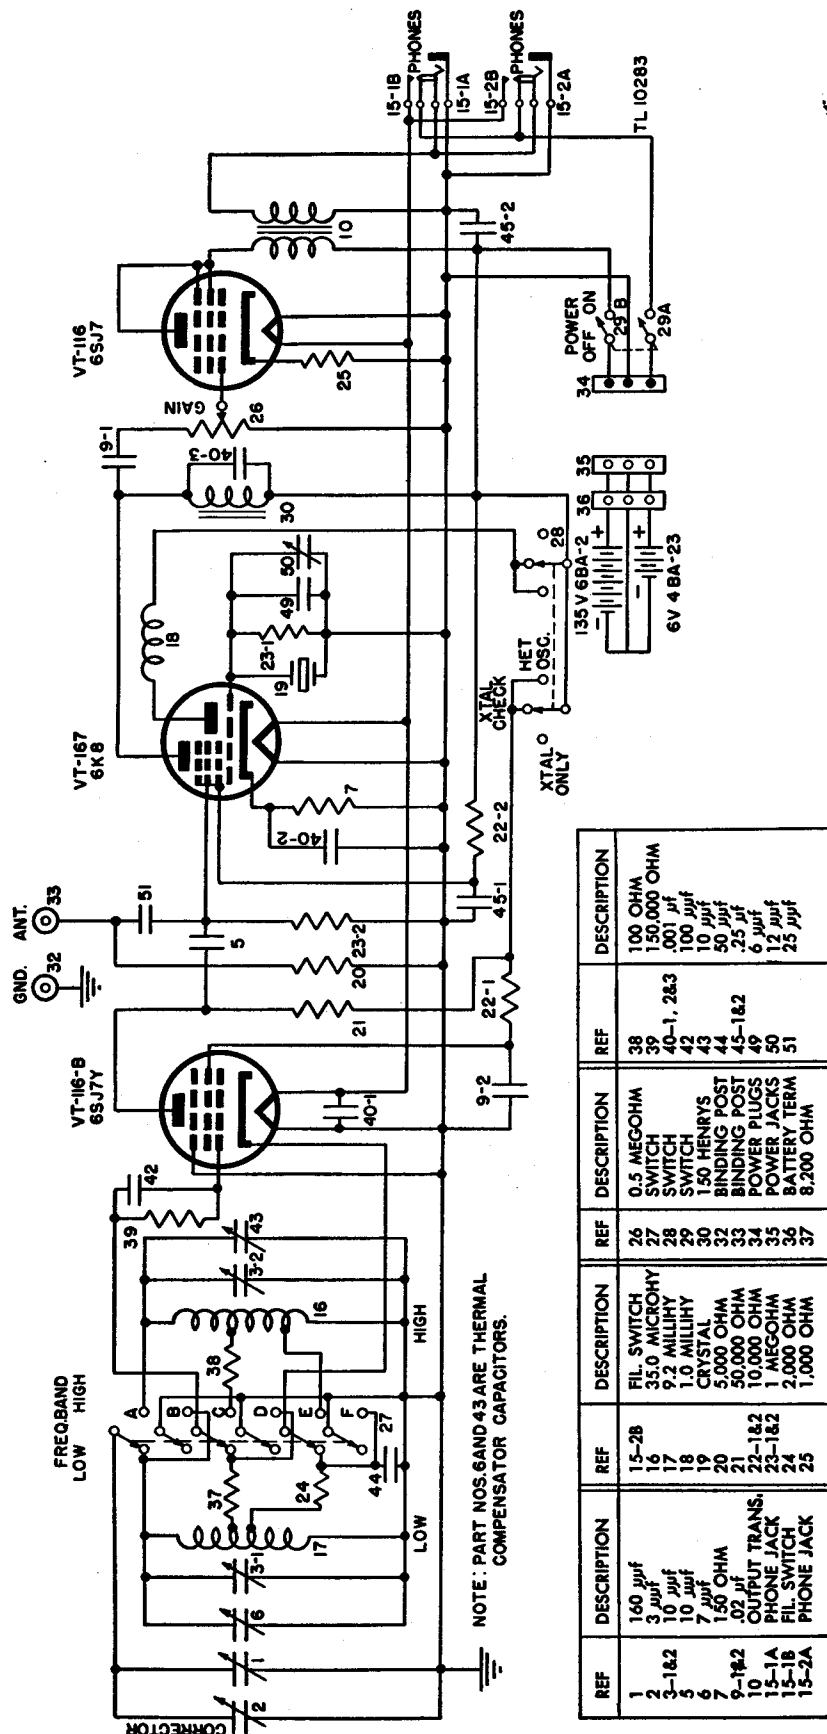 CORRECTOR
2
1
6
3-1
17
LOW
FREQ.BAND
LOW HIGH
A
B
C
D
E
F
27
37
24
44
38
16
HIGH
3-2
43
39
42
VT-116-B
6SJ7Y
40-1
9-2
22-1
21
20
23-2
5
51
GND.
32
ANT.
33
45-1
22-2
40-2
7
VT-167
6K8
18
19
23-1
49
50
30
40-3
9-1
GAIN
26
VT-116
6SJ7
25
10
45-2
15-1B
PHONES
15-1A
15-2B
PHONES
15-2A
XTAL ONLY
XTAL CHECK
HET OSC.
28
135 V 6BA-2
- +
6V 4 BA-23
- +
36
35
34
POWER
OFF ON
29 B
29A
TL 10283
NOTE: PART NOS.6 AND 43 ARE THERMAL
COMPENSATOR CAPACITORS.
REF DESCRIPTION REF DESCRIPTION REF DESCRIPTION REF DESCRIPTION
1 160 μμf 15-2B FIL. SWITCH 26 0.5 MEGOHM 38 100 OHM
2 3 μμf 16 35.0 MICROHY 27 SWITCH 39 150,000 OHM
3-1&2 10 μμf 17 9.2 MILLIHY 28 SWITCH 40-1, 2&3 .001 μf
5 10 μμf 18 1.0 MILLIHY 29 SWITCH 42 100 μμf
6 7 μμf 19 CRYSTAL 30 150 HENRYS 43 10 μμf
7 150 OHM 20 5,000 OHM 32 BINDING POST 44 50 μμf
9-1&2 .02 μf 21 50,000 OHM 33 BINDING POST 45-1&2 .25 μf
10 OUTPUT TRANS. 22-1&2 10,000 OHM 34 POWER PLUGS 49 6 μμf
15-1A PHONE JACK 23-1&2 1 MEGOHM 35 POWER JACKS 50 12 μμf
15-1B FIL. SWITCH 24 2,000 OHM 36 BATTERY TERM 51 25 μμf
15-2A PHONE JACK 25 1,000 OHM 37 8,200 OHM